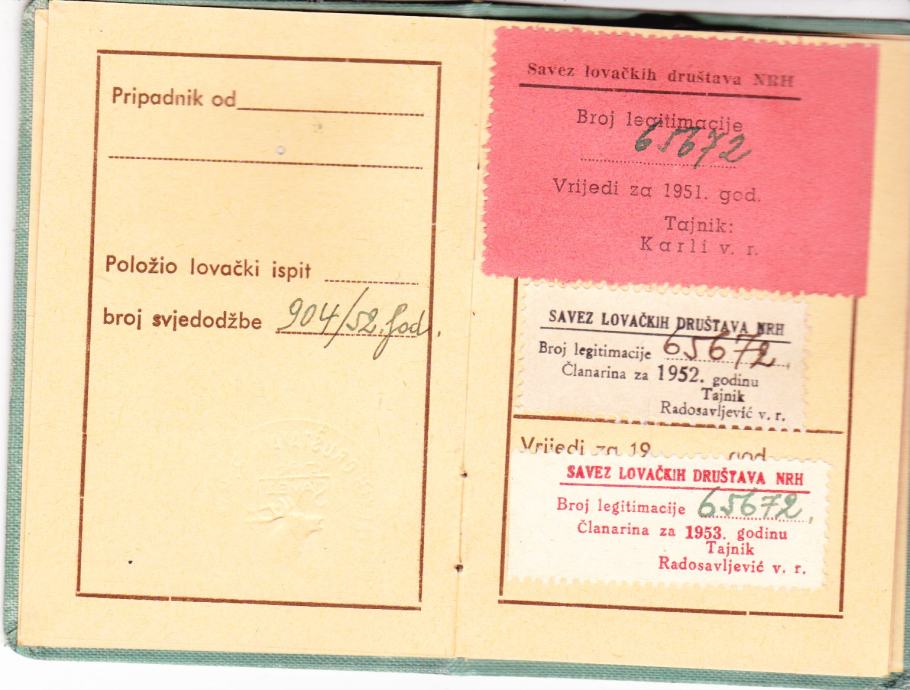 Pripadnik od
Položio lovački ispit
broj svjedodžbe 904/52. god.
Savez lovačkih društava NRH
Broj legitimacije
65672
Vrijedi za 1951. god.
Tajnik:
Karli v. r.
SAVEZ LOVAČKIH DRUŠTAVA NRH
Broj legitimacije 65672.
Članarina za 1952. godinu
Tajnik
Radosavljević v. r.
Vrijedi za 19 god.
SAVEZ LOVAČKIH DRUŠTAVA NRH
Broj legitimacije 65672.
Članarina za 1953. godinu
Tajnik
Radosavljević v. r.